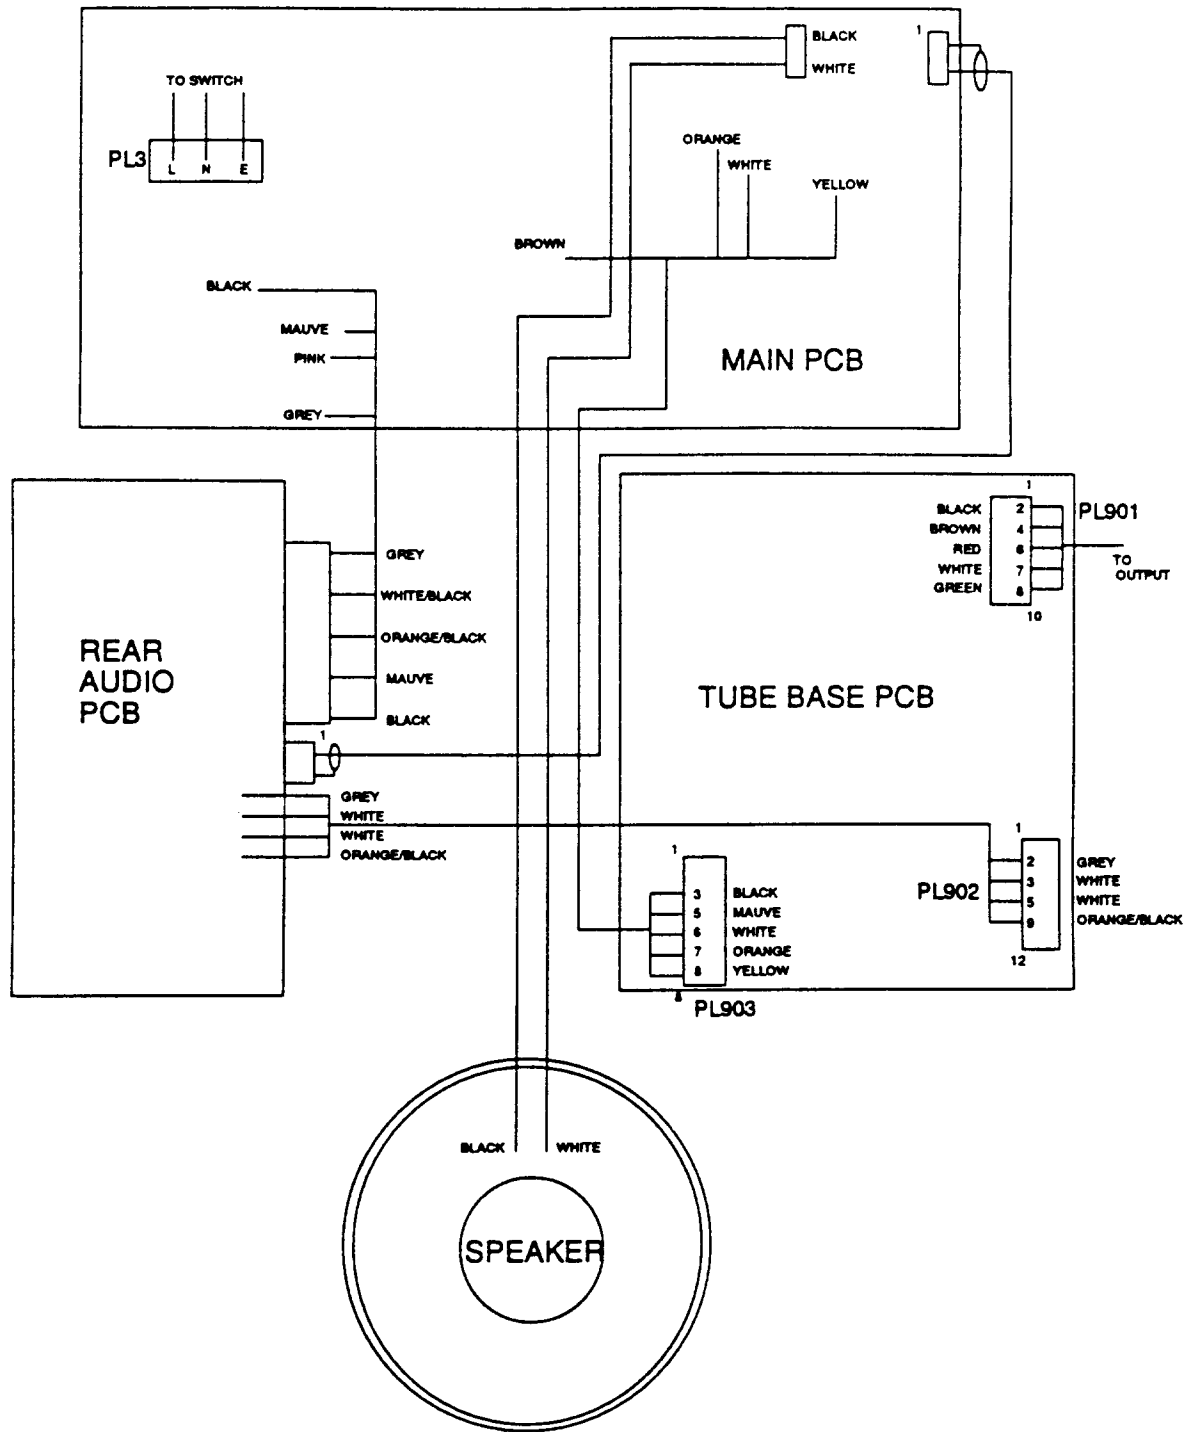 BLACK
1
WHITE
TO SWITCH
PL3
L N E
ORANGE
WHITE
YELLOW
BROWN
BLACK
MAUVE
PINK
GREY
MAIN PCB
1
BLACK 2 PL901
BROWN 4
RED 6
WHITE 7
GREEN 8
TO
OUTPUT
10
GREY
WHITE/BLACK
ORANGE/BLACK
MAUVE
BLACK
REAR
AUDIO
PCB
TUBE BASE PCB
1
GREY
WHITE
WHITE
ORANGE/BLACK
1
2 GREY
3 WHITE
5 WHITE
9 ORANGE/BLACK
PL902
12
1
3 BLACK
5 MAUVE
6 WHITE
7 ORANGE
8 YELLOW
PL903
BLACK WHITE
SPEAKER